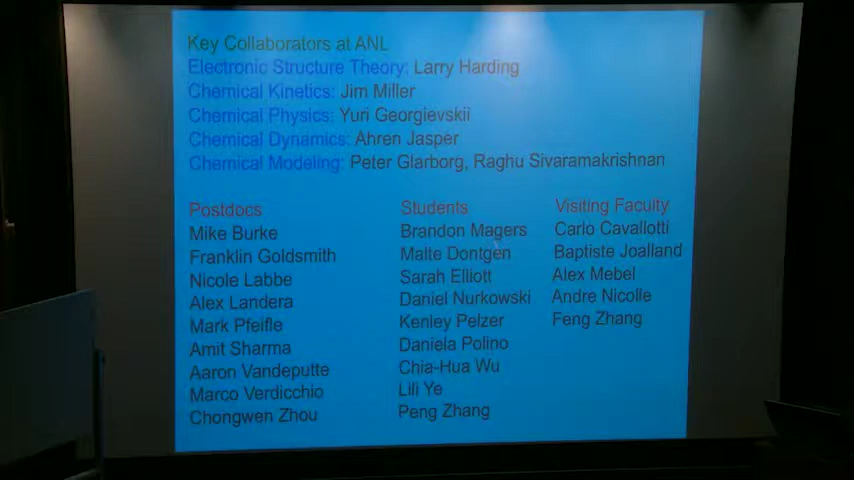 Key Collaborators at ANL
Electronic Structure Theory: Larry Harding
Chemical Kinetics: Jim Miller
Chemical Physics: Yuri Georgievskii
Chemical Dynamics: Ahren Jasper
Chemical Modeling: Peter Glarborg, Raghu Sivaramakrishnan
Postdocs
Mike Burke
Franklin Goldsmith
Nicole Labbe
Alex Landera
Mark Pfeifle
Amit Sharma
Aaron Vandeputte
Marco Verdicchio
Chongwen Zhou
Students
Brandon Magers
Malte Dontgen
Sarah Elliott
Daniel Nurkowski
Kenley Pelzer
Daniela Polino
Chia-Hua Wu
Lili Ye
Peng Zhang
Visiting Faculty
Carlo Cavallotti
Baptiste Joalland
Alex Mebel
Andre Nicolle
Feng Zhang